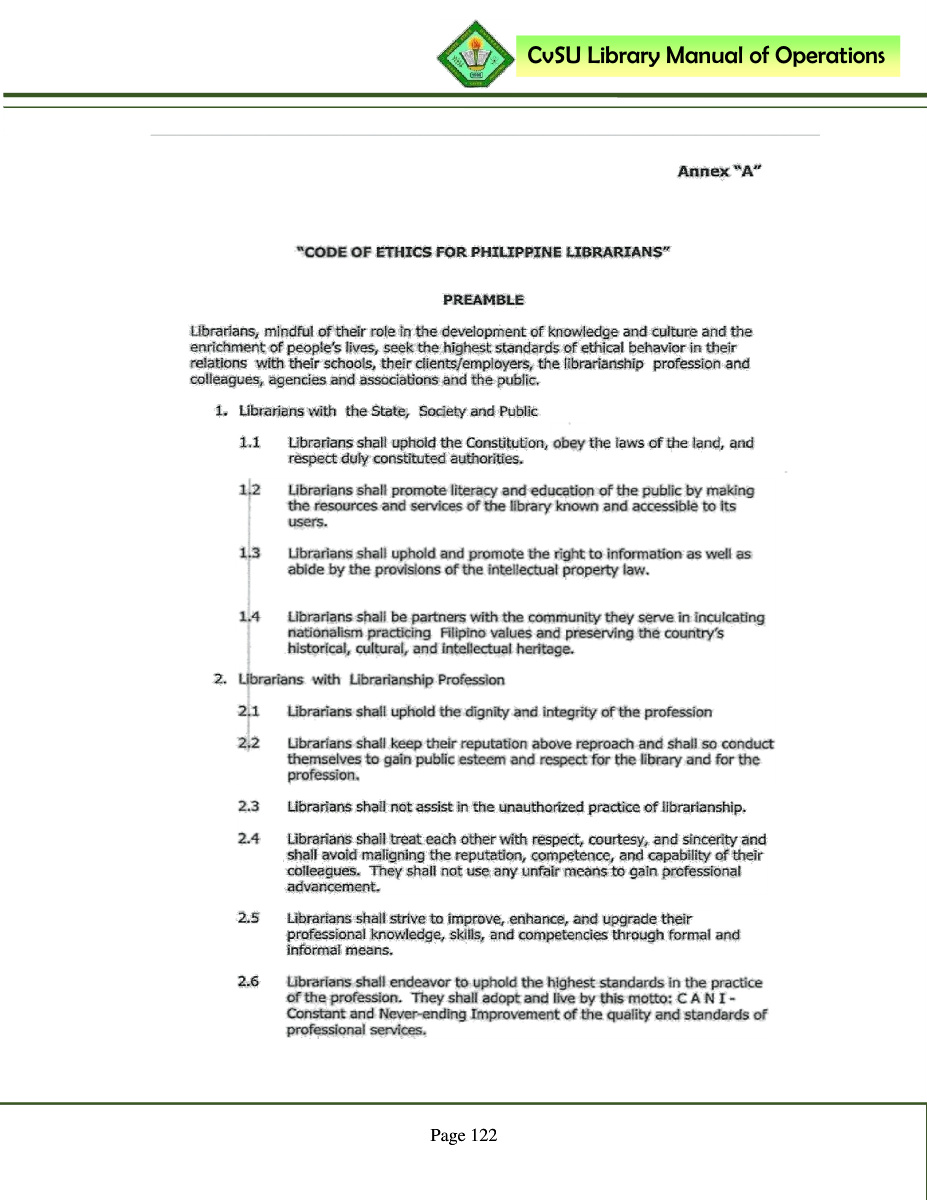 CvSU Library Manual of Operations
Annex "A"
"CODE OF ETHICS FOR PHILIPPINE LIBRARIANS"
PREAMBLE
Librarians, mindful of their role in the development of knowledge and culture and the
enrichment of people's lives, seek the highest standards of ethical behavior in their
relations with their schools, their clients/employers, the librarianship profession and
colleagues, agencies and associations and the public.
1. Librarians with the State, Society and Public
1.1 Librarians shall uphold the Constitution, obey the laws of the land, and
respect duly constituted authorities.
1.2 Librarians shall promote literacy and education of the public by making
the resources and services of the library known and accessible to its
users.
1.3 Librarians shall uphold and promote the right to information as well as
abide by the provisions of the intellectual property law.
1.4 Librarians shall be partners with the community they serve in inculcating
nationalism practicing Filipino values and preserving the country's
historical, cultural, and intellectual heritage.
2. Librarians with Librarianship Profession
2.1 Librarians shall uphold the dignity and integrity of the profession
2.2 Librarians shall keep their reputation above reproach and shall so conduct
themselves to gain public esteem and respect for the library and for the
profession.
2.3 Librarians shall not assist in the unauthorized practice of librarianship.
2.4 Librarians shall treat each other with respect, courtesy, and sincerity and
shall avoid maligning the reputation, competence, and capability of their
colleagues. They shall not use any unfair means to gain professional
advancement.
2.5 Librarians shall strive to improve, enhance, and upgrade their
professional knowledge, skills, and competencies through formal and
informal means.
2.6 Librarians shall endeavor to uphold the highest standards in the practice
of the profession. They shall adopt and live by this motto: C A N I -
Constant and Never-ending Improvement of the quality and standards of
professional services.
Page 122